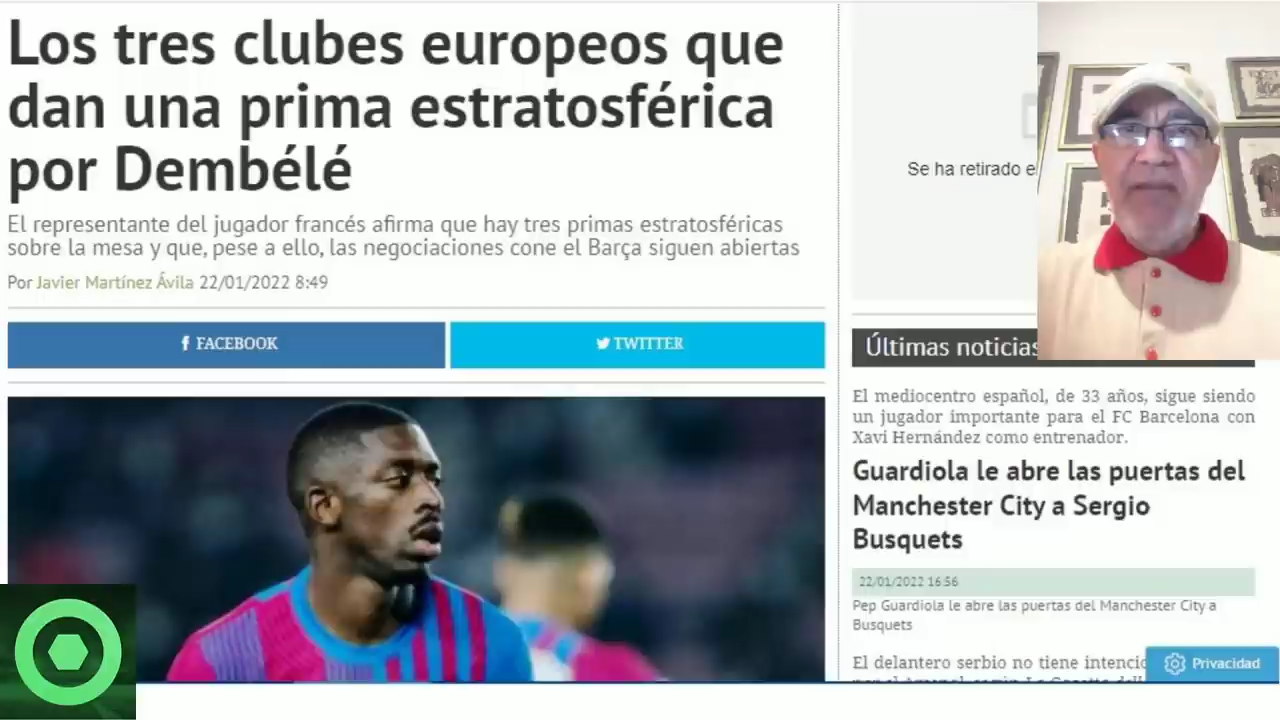 Los tres clubes europeos que
dan una prima estratosférica
por Dembélé
El representante del jugador francés afirma que hay tres primas estratosféricas
sobre la mesa y que, pese a ello, las negociaciones cone el Barça siguen abiertas
Por Javier Martínez Ávila 22/01/2022 8:49
FACEBOOK
TWITTER
Se ha retirado e
Últimas noticias
El mediocentro español, de 33 años, sigue siendo
un jugador importante para el FC Barcelona con
Xavi Hernández como entrenador.
Guardiola le abre las puertas del
Manchester City a Sergio
Busquets
22/01/2022 16:56
Pep Guardiola le abre las puertas del Manchester City a
Busquets
El delantero serbio no tiene intenció
Privacidad